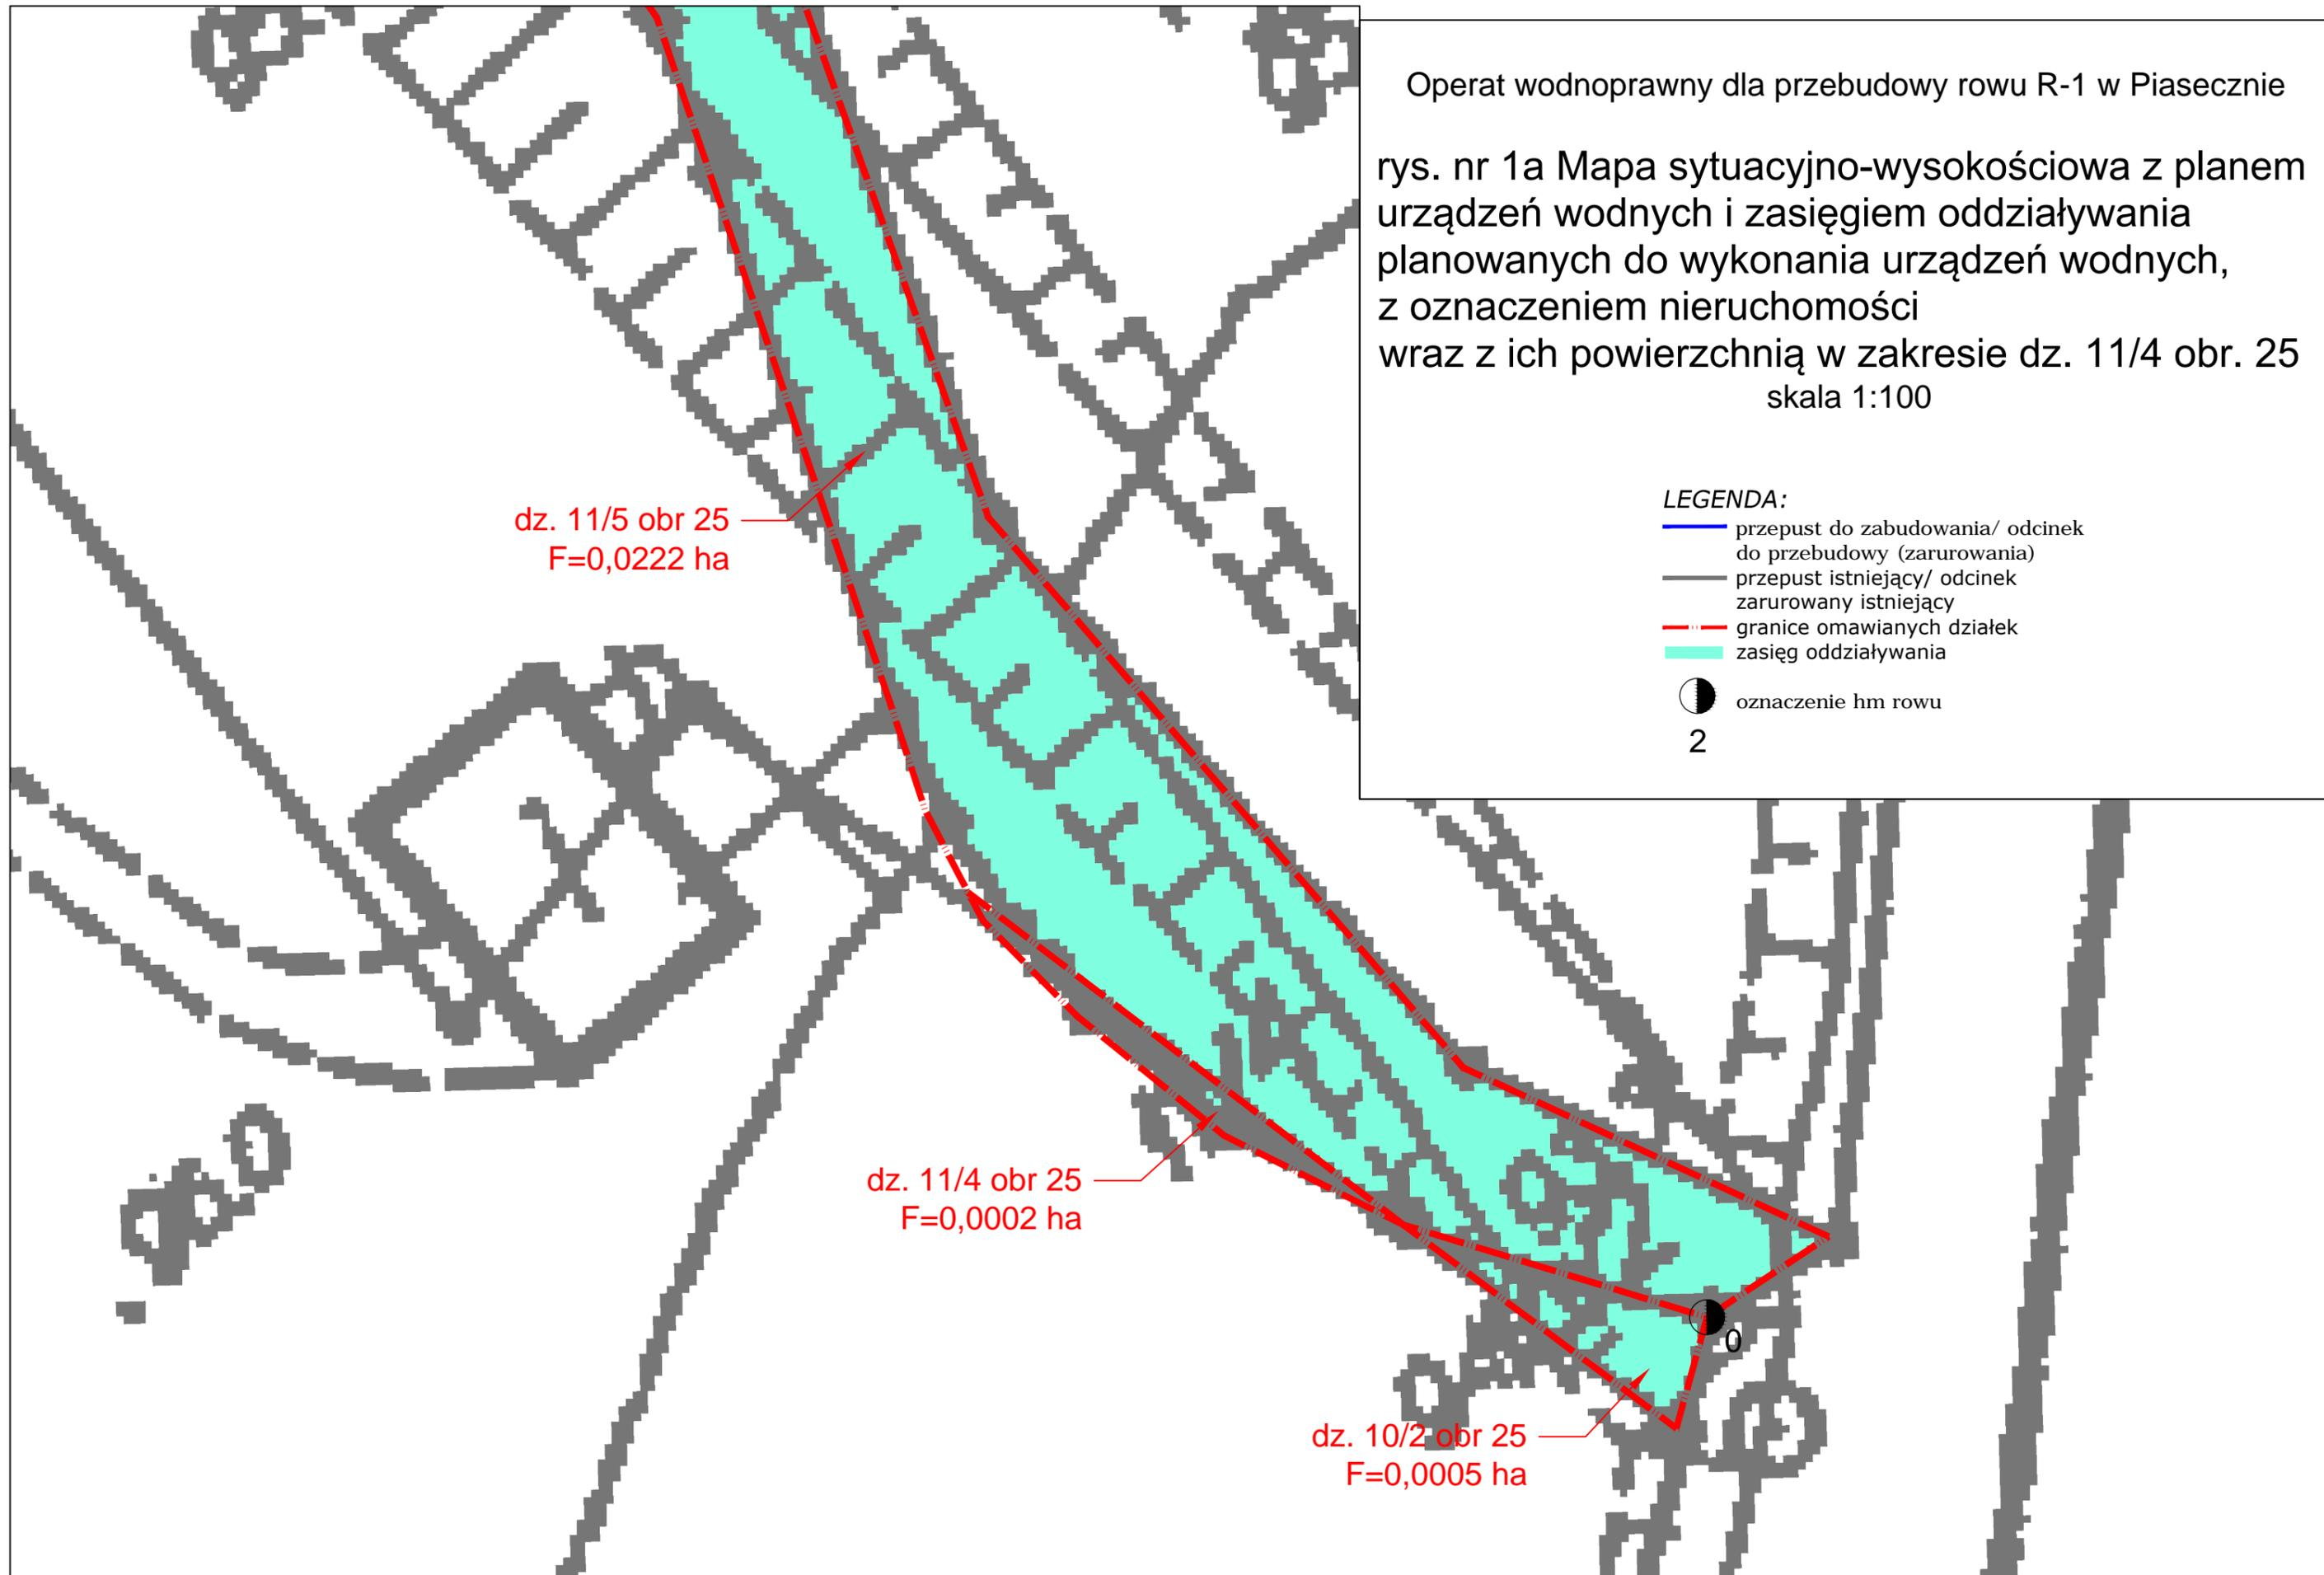 Operat wodnoprawny dla przebudowy rowu R-1 w Piasecznie
rys. nr 1a Mapa sytuacyjno-wysokościowa z planem
urządzeń wodnych i zasięgiem oddziaływania
planowanych do wykonania urządzeń wodnych,
z oznaczeniem nieruchomości
wraz z ich powierzchnią w zakresie dz. 11/4 obr. 25
skala 1:100
LEGENDA:
przepust do zabudowania/ odcinek
do przebudowy (zarurowania)
przepust istniejący/ odcinek
zarurowany istniejący
granice omawianych działek
zasięg oddziaływania
oznaczenie hm rowu
2
dz. 11/5 obr 25
F=0,0222 ha
dz. 11/4 obr 25
F=0,0002 ha
0
dz. 10/2 obr 25
F=0,0005 ha